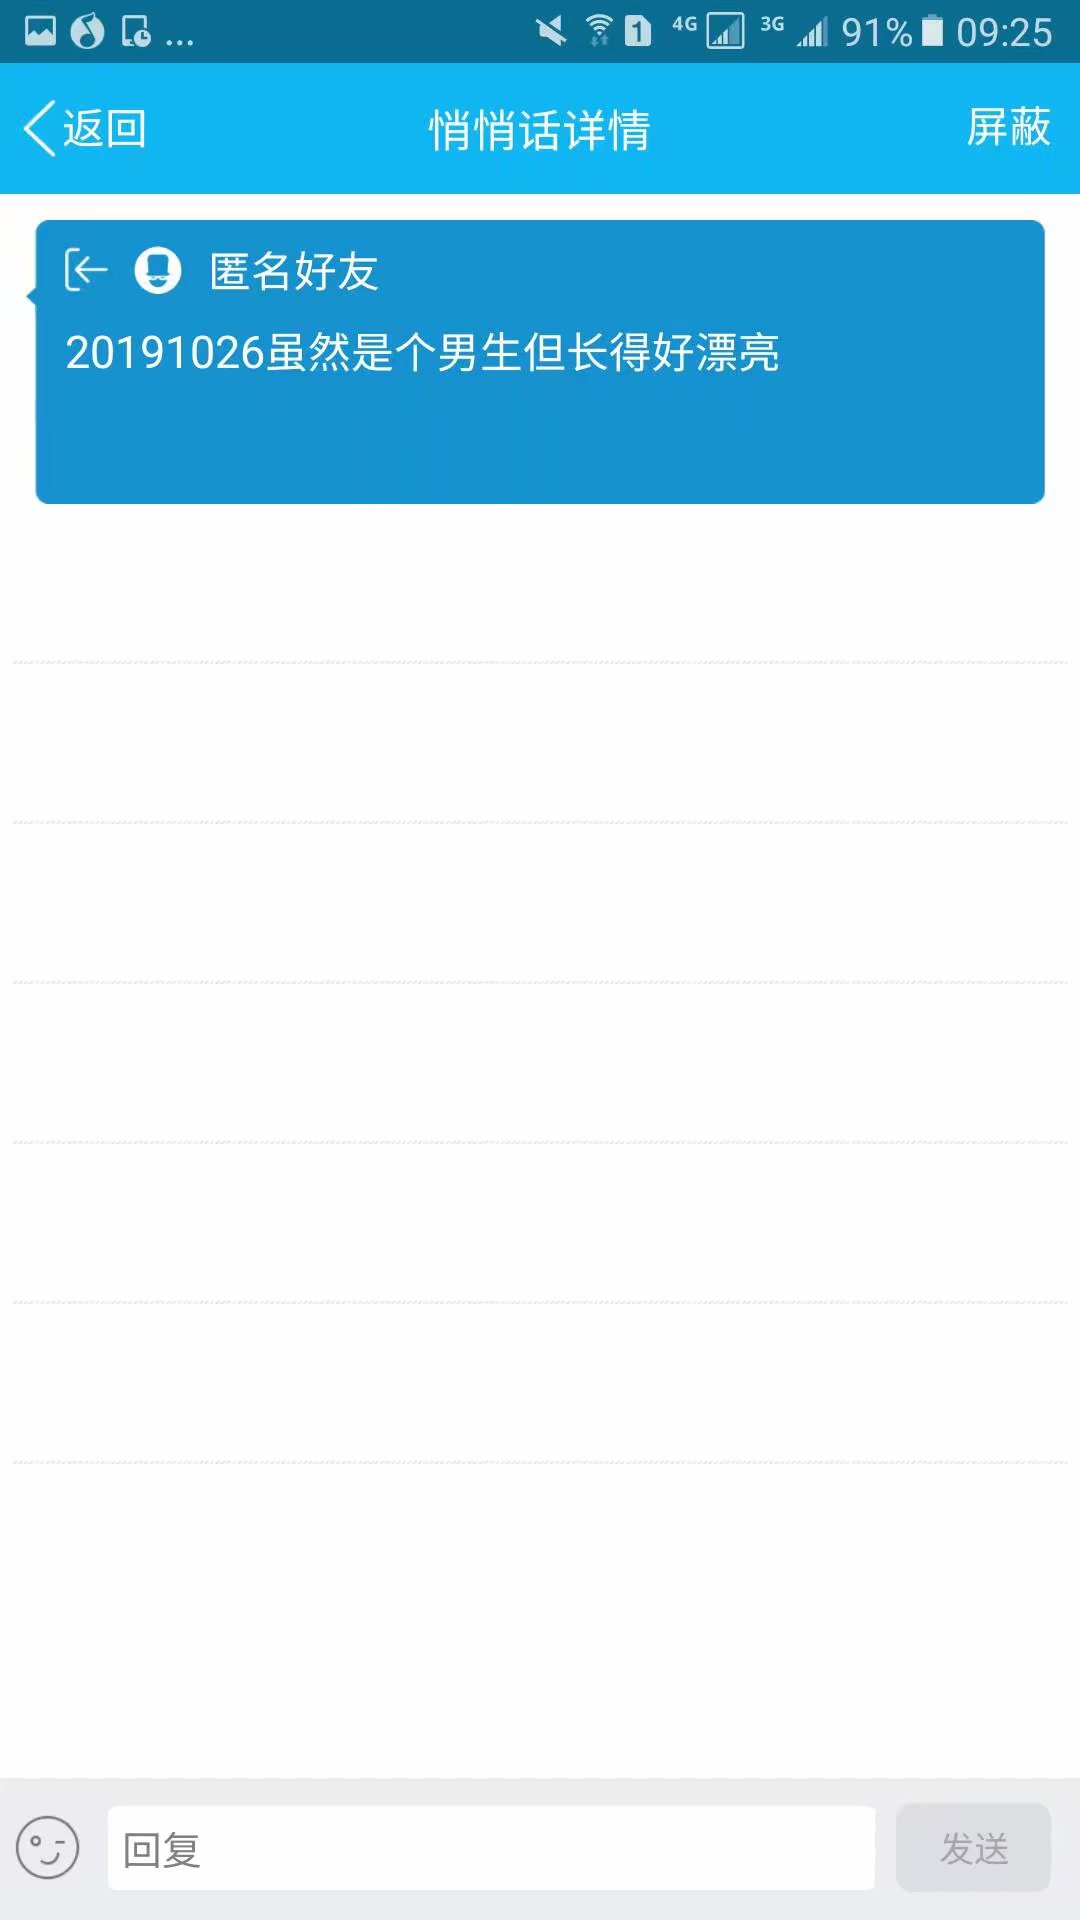 ... 1 4G 3G 91% 09:25
返回 悄悄话详情 屏蔽
匿名好友
20191026虽然是个男生但长得好漂亮
回复 发送